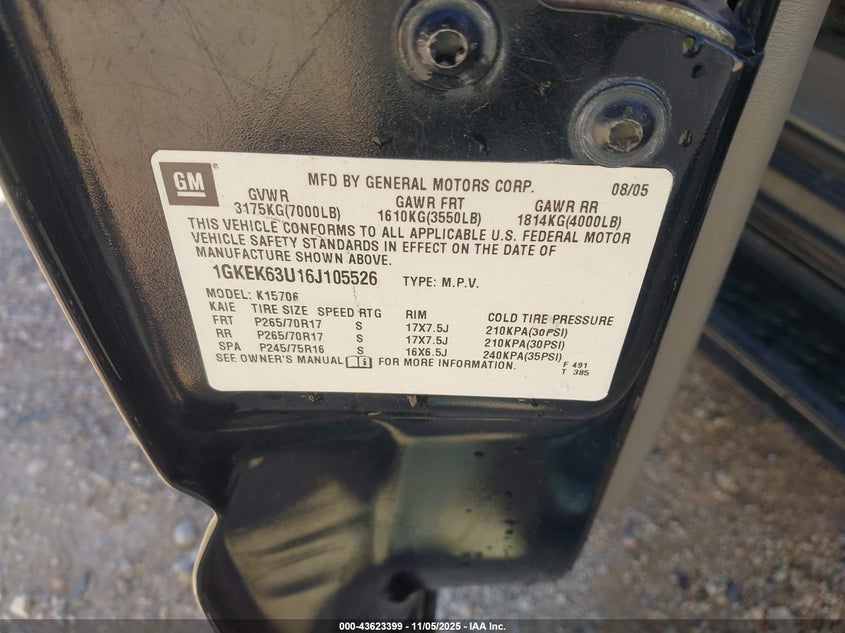 GM MFD BY GENERAL MOTORS CORP. 08/05
GVWR GAWR FRT GAWR RR
3175KG(7000LB) 1610KG(3550LB) 1814KG(4000LB)
THIS VEHICLE CONFORMS TO ALL APPLICABLE U.S. FEDERAL MOTOR
VEHICLE SAFETY STANDARDS IN EFFECT ON THE DATE OF
MANUFACTURE SHOWN ABOVE.
1GKEK63U16J105526 TYPE: M.P.V.
MODEL: K15706
KAIE TIRE SIZE SPEED RTG RIM COLD TIRE PRESSURE
FRT P265/70R17 S 17X7.5J 210KPA(30PSI)
RR P265/70R17 S 17X7.5J 210KPA(30PSI)
SPA P245/75R16 S 16X6.5J 240KPA(35PSI)
SEE OWNER'S MANUAL FOR MORE INFORMATION.
F 491
T 385
000-43623399 - 11/05/2025 - IAA Inc.